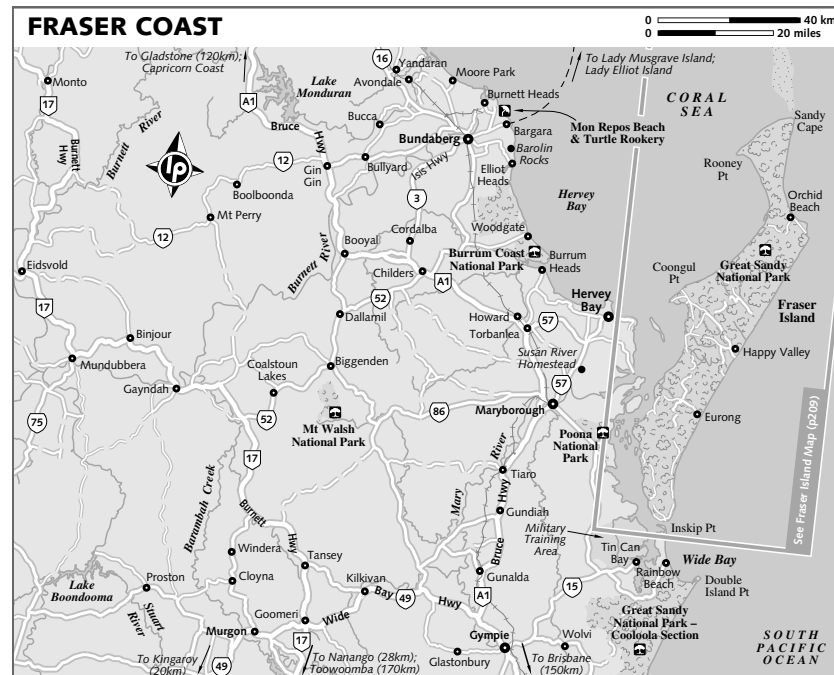 FRASER COAST
0 40 km
0 20 miles
To Gladstone (120km);
Capricorn Coast
To Lady Musgrave Island;
Lady Elliot Island
16
Yandaran
Avondale
Moore Park
Monto
Lake
Monduran
Burnett Heads
CORAL
SEA
17
A1
Bruce
Hwy
Bucca
Bundaberg
Bargara
Mon Repos Beach
& Turtle Rookery
Sandy
Cape
Burnett
Hwy
Burnett
River
lp
12
Gin
Gin
Bullyard
Isis Hwy
Barolin
Rocks
Elliot
Heads
Rooney
Pt
Boolboonda
3
Hervey
Bay
Orchid
Beach
Mt Perry
12
Cordalba
Woodgate
Booyal
Burrum Coast
National Park
Burrum
Heads
Great Sandy
National Park
Eidsvold
Burnett River
Childers
A1
Coongul
Pt
17
52
Hervey
Bay
Fraser
Island
Dallamil
Howard
57
Torbanlea
Binjour
Mundubbera
Biggenden
Susan River
Homestead
Happy Valley
Coalstoun
Lakes
Gayndah
57
52
86
Maryborough
Eurong
75
Mt Walsh
National Park
Poona
National
Park
See Fraser Island Map (p209)
17
River
Tiaro
Barambah Creek
Mary
Hwy
Gundiah
Burnett
Hwy
Bruce
Military
Training
Area
Inskip Pt
Windera
Tansey
Tin Can
Bay
Wide Bay
Rainbow
Beach
Double
Island Pt
Proston
Cloyna
Kilkivan
Gunalda
15
Lake
Boondooma
Stuart
River
Bay
49
Hwy
A1
Goomeri
Wide
Great Sandy
National Park –
Cooloola Section
Murgon
17
Gympie
Wolvi
SOUTH
PACIFIC
OCEAN
To Kingaroy
(20km)
49
To Nanango (28km);
Toowoomba (170km)
Glastonbury
To Brisbane
(150km)